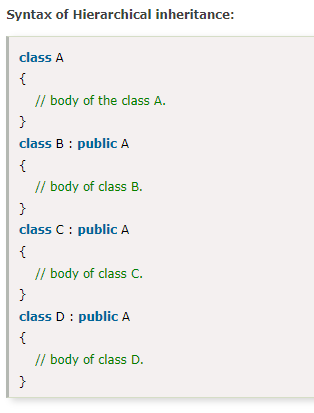 Syntax of Hierarchical inheritance:
class A
{
// body of the class A.
}
class B : public A
{
// body of class B.
}
class C : public A
{
// body of class C.
}
class D : public A
{
// body of class D.
}